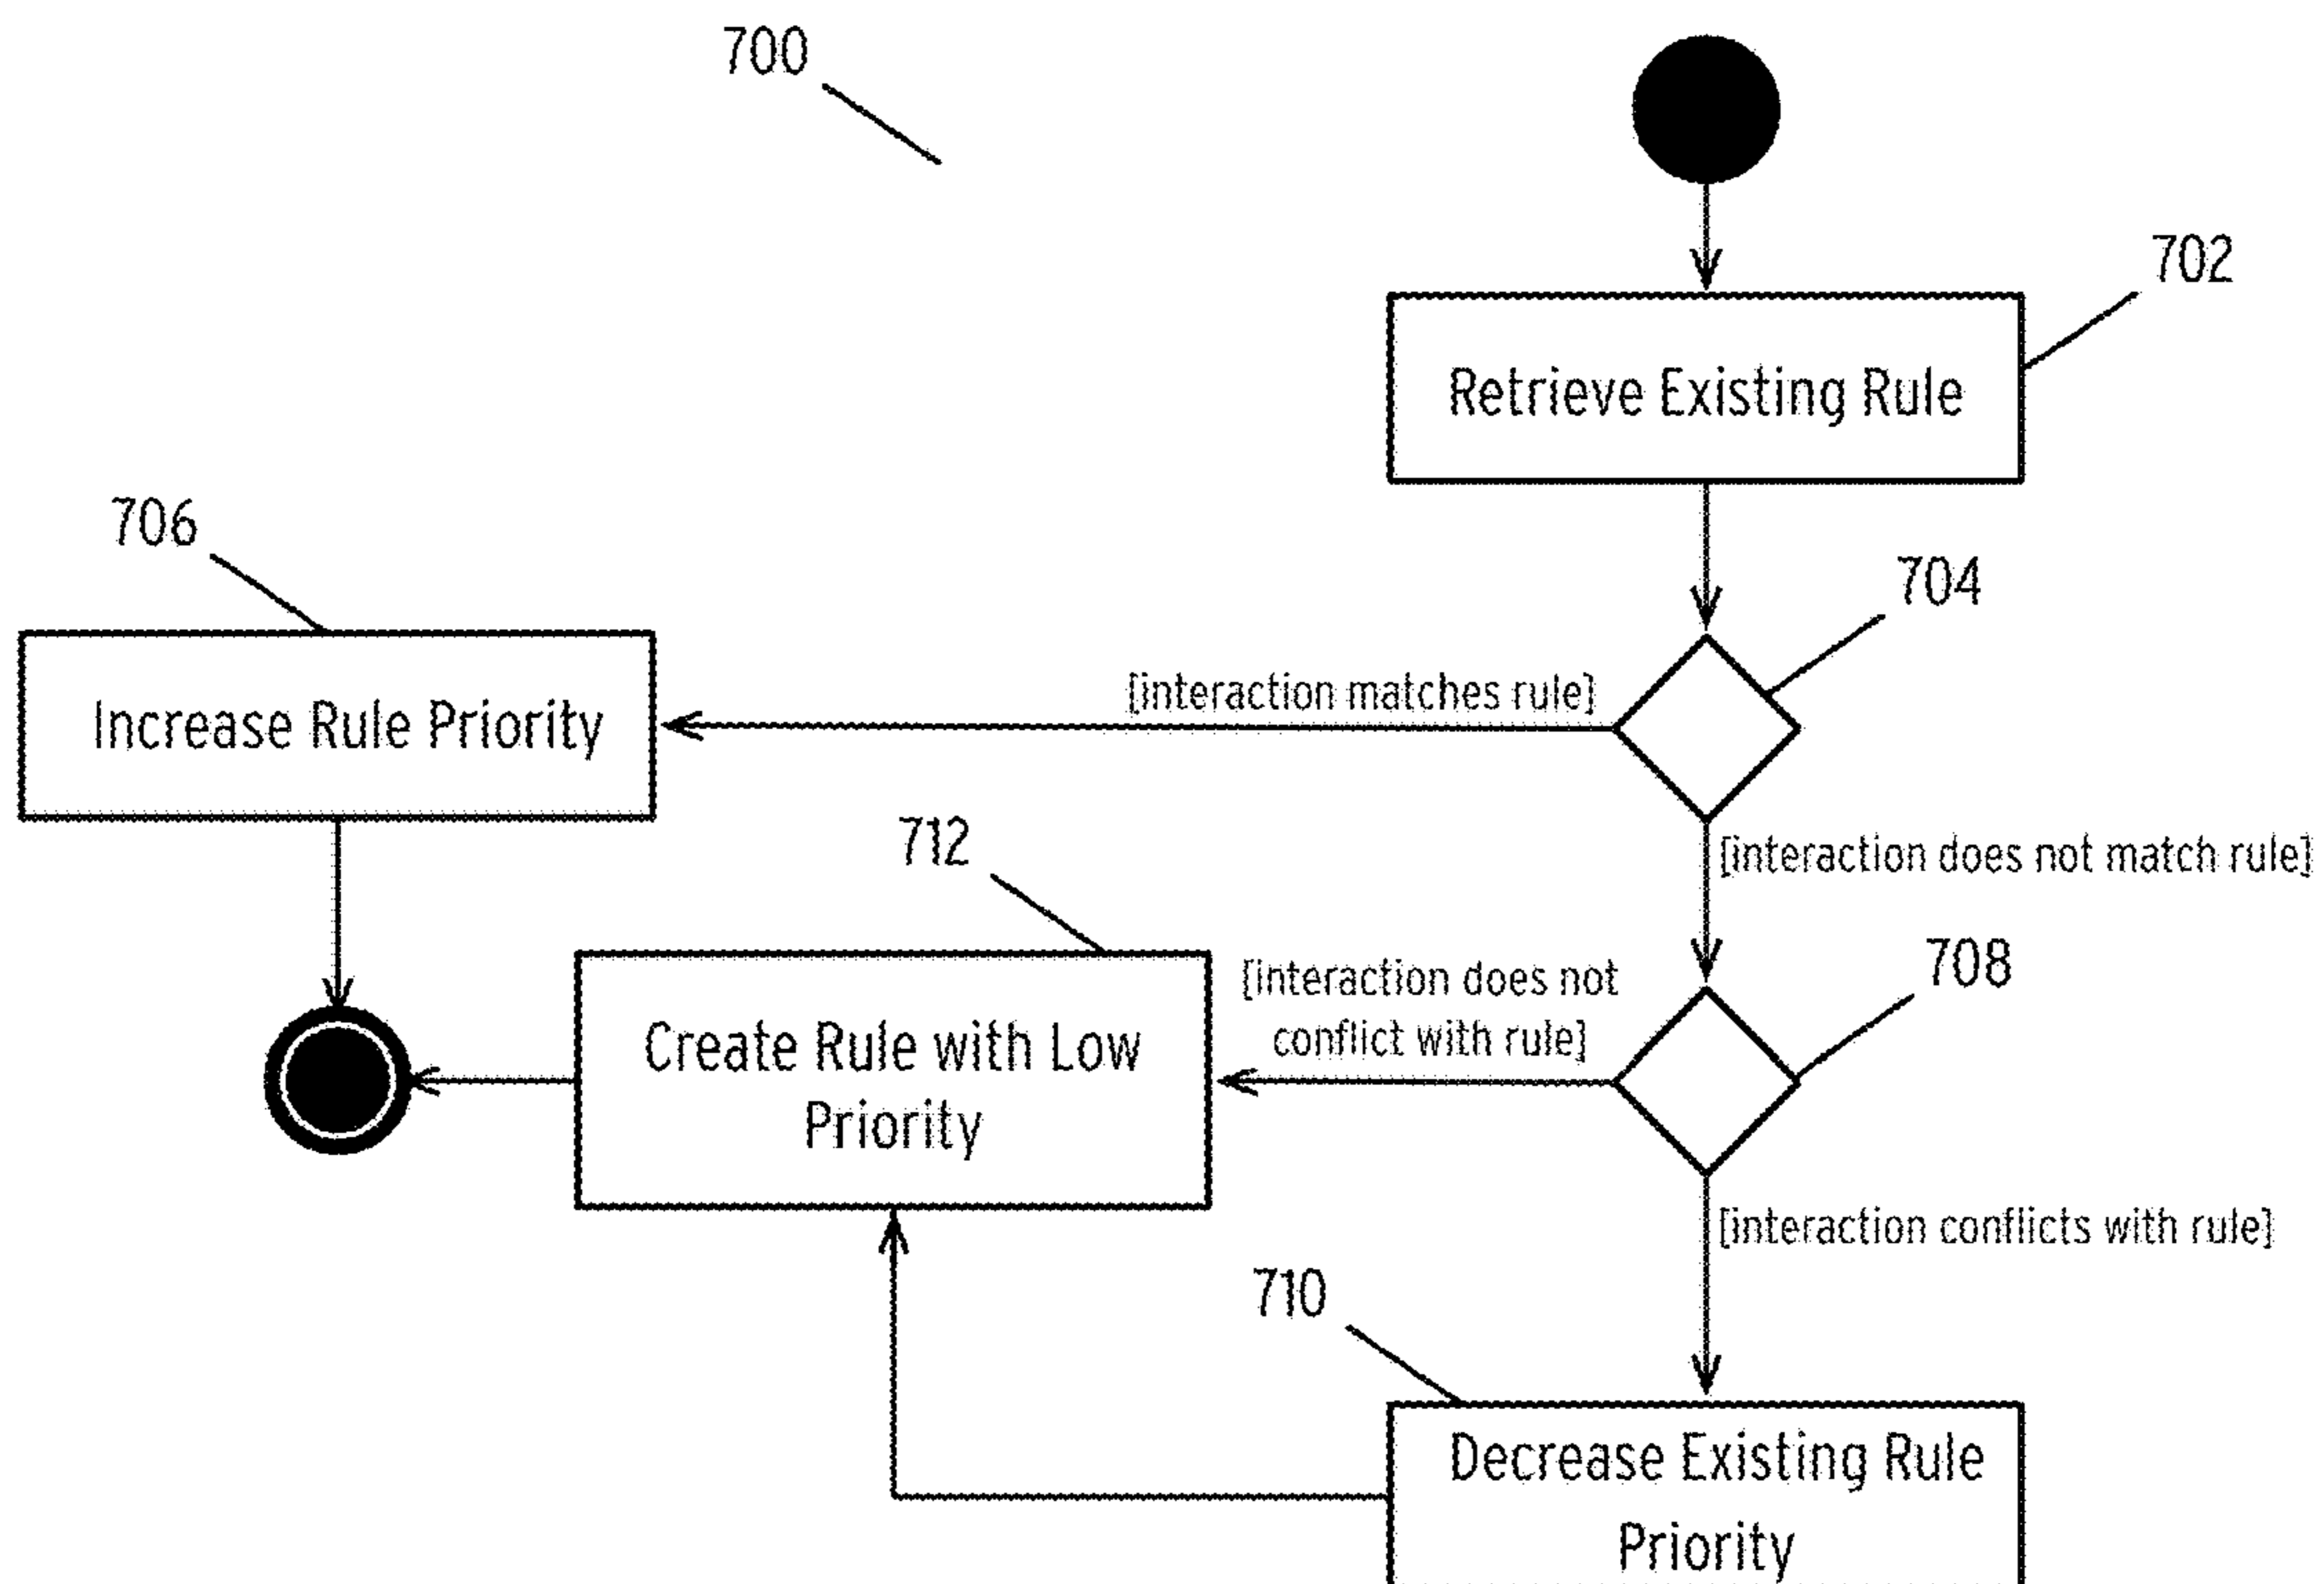 700
702
Retrieve Existing Rule
706
704
[interaction matches rule]
Increase Rule Priority
712
[interaction does not match rule]
708
[interaction does not
conflict with rule]
Create Rule with Low
Priority
[interaction conflicts with rule]
710
Decrease Existing Rule
Priority